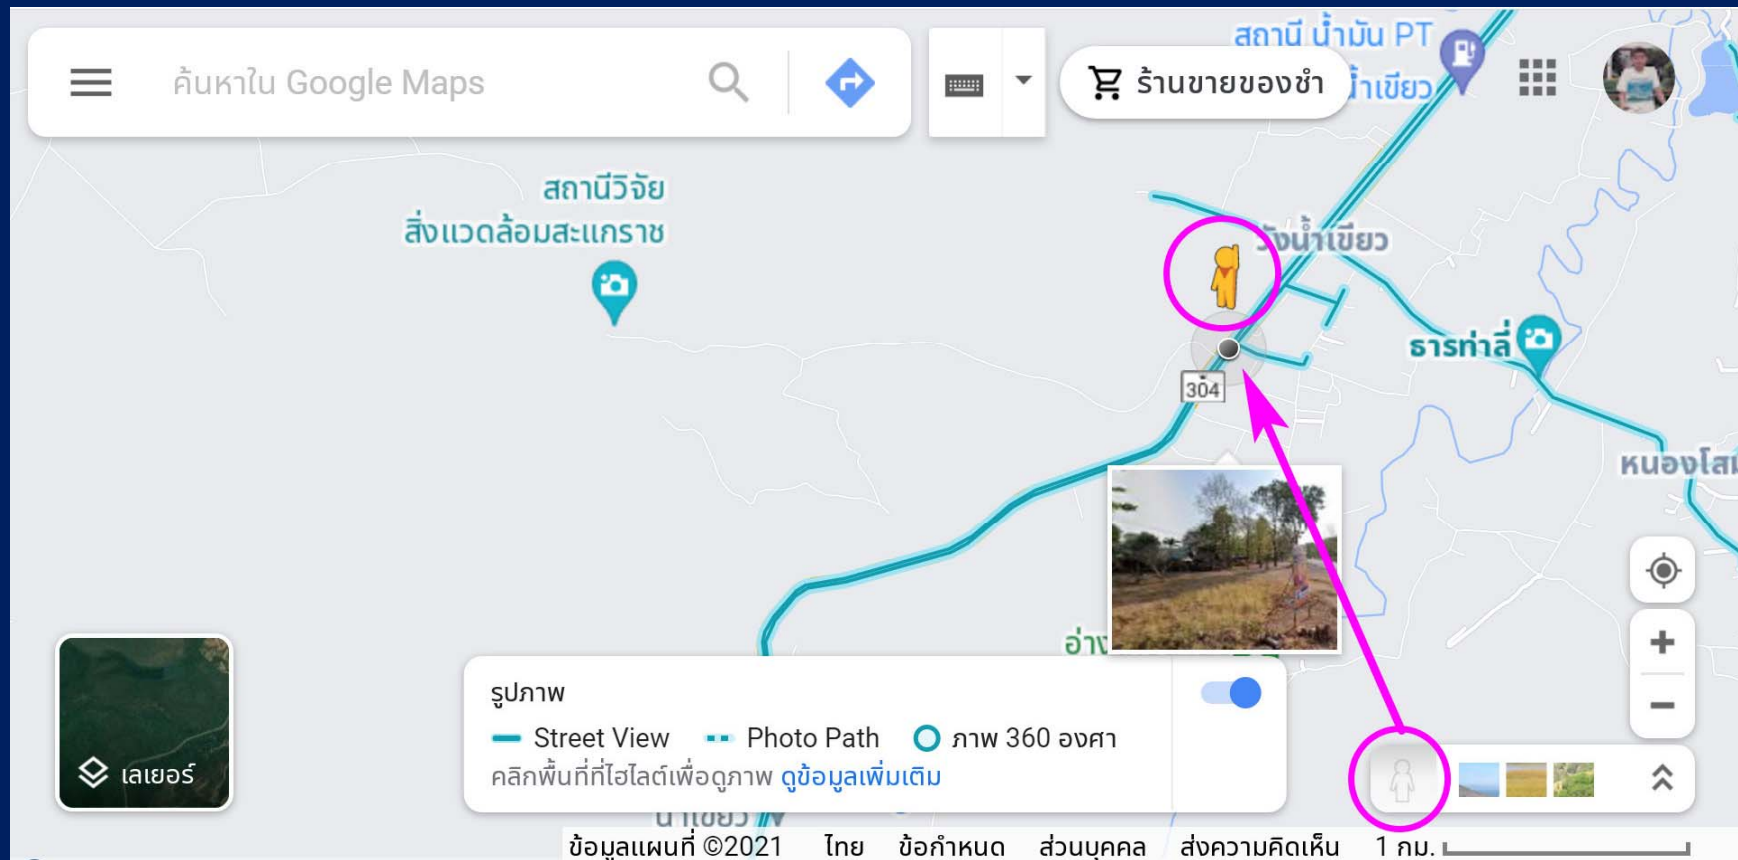 สถานี น้ำมัน PT
ค้นหาใน Google Maps
ร้านขายของชำ
น้ำเขียว
สถานีวิจัย
สิ่งแวดล้อมสะแกราช
วังน้ำเขียว
ธารท่าลี่
304
หนองโสม
อ่าง
รูปภาพ
Street View
Photo Path
ภาพ 360 องศา
คลิกพื้นที่ที่ไฮไลต์เพื่อดูภาพ ดูข้อมูลเพิ่มเติม
เลเยอร์
ข้อมูลแผนที่ ©2021 ไทย ข้อกำหนด ส่วนบุคคล ส่งความคิดเห็น 1 กม.